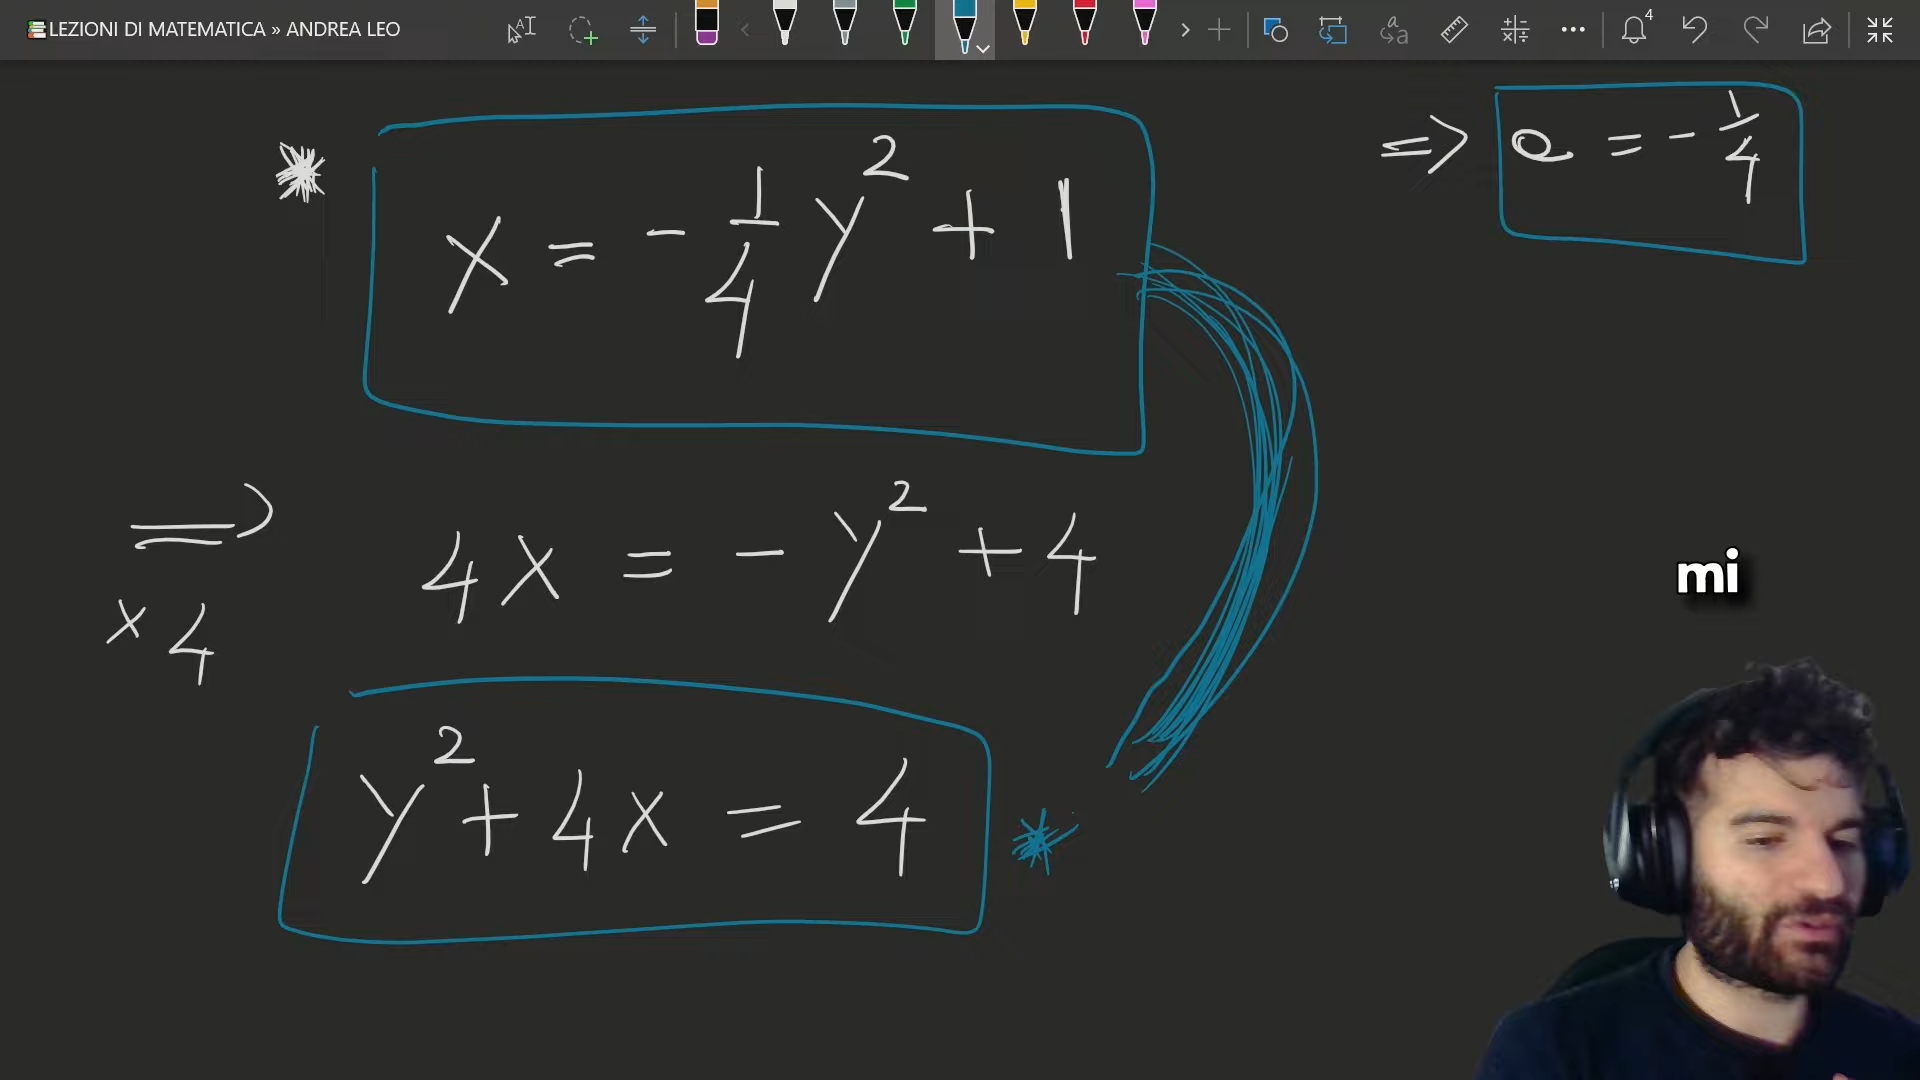 LEZIONI DI MATEMATICA » ANDREA LEO
4
* x = - 1/4 y² + 1
=> a = - 1/4
=> 4x = - y² + 4
x 4
y² + 4x = 4 *
mi